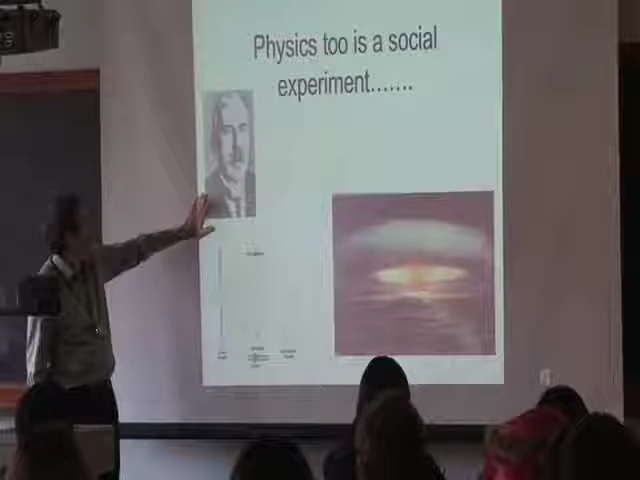 Physics too is a social
experiment.......